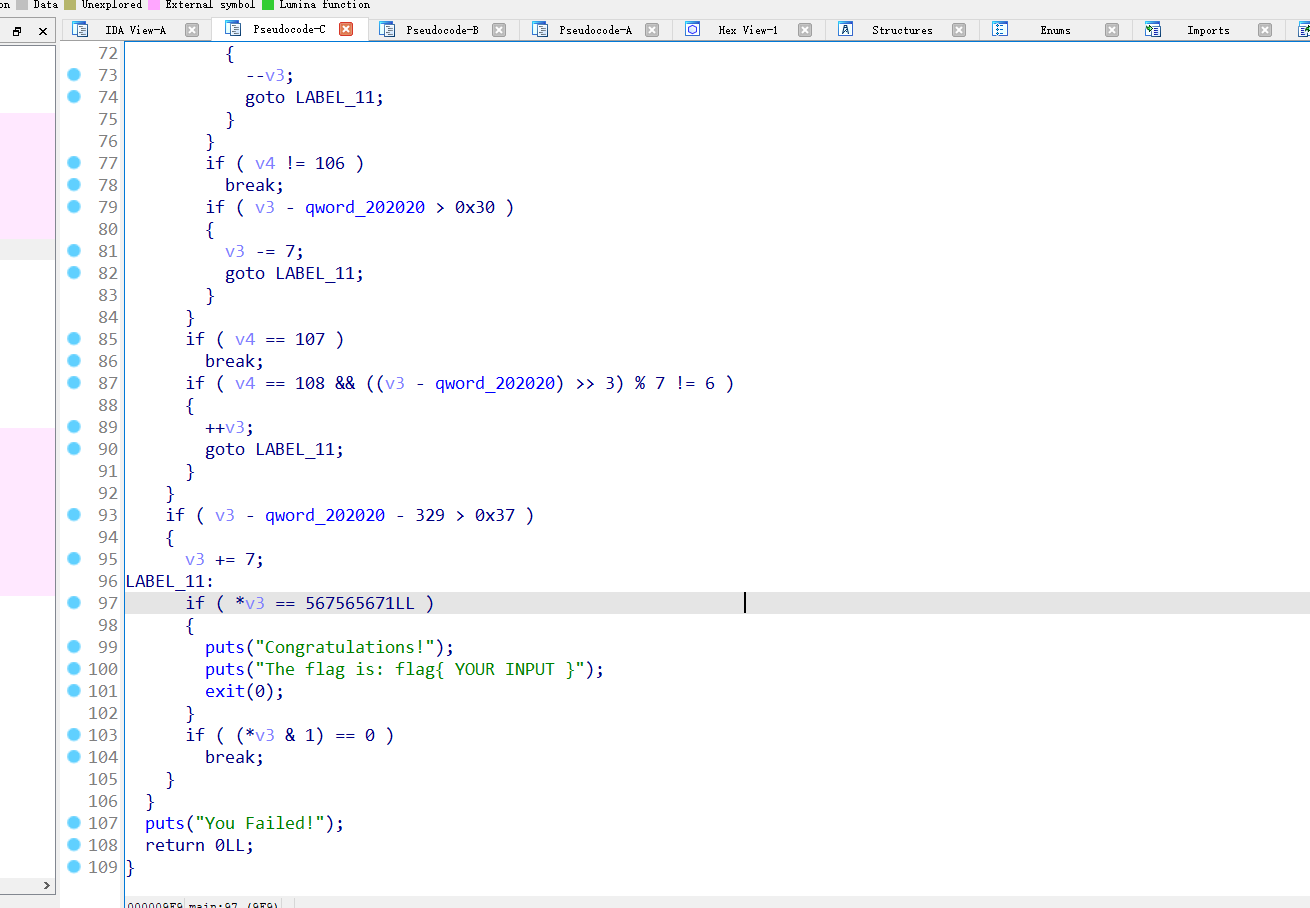 on Data Unexplored External symbol Lumina function
IDA View-A Pseudocode-C Pseudocode-B Pseudocode-A Hex View-1 Structures Enums Imports
72 {
73 --v3;
74 goto LABEL_11;
75 }
76 }
77 if ( v4 != 106 )
78 break;
79 if ( v3 - qword_202020 > 0x30 )
80 {
81 v3 -= 7;
82 goto LABEL_11;
83 }
84 }
85 if ( v4 == 107 )
86 break;
87 if ( v4 == 108 && ((v3 - qword_202020) >> 3) % 7 != 6 )
88 {
89 ++v3;
90 goto LABEL_11;
91 }
92 }
93 if ( v3 - qword_202020 - 329 > 0x37 )
94 {
95 v3 += 7;
96 LABEL_11:
97 if ( *v3 == 567565671LL )
98 {
99 puts("Congratulations!");
100 puts("The flag is: flag{ YOUR INPUT }");
101 exit(0);
102 }
103 if ( (*v3 & 1) == 0 )
104 break;
105 }
106 }
107 puts("You Failed!");
108 return 0LL;
109 }
000009E9 main:97 (9E9)